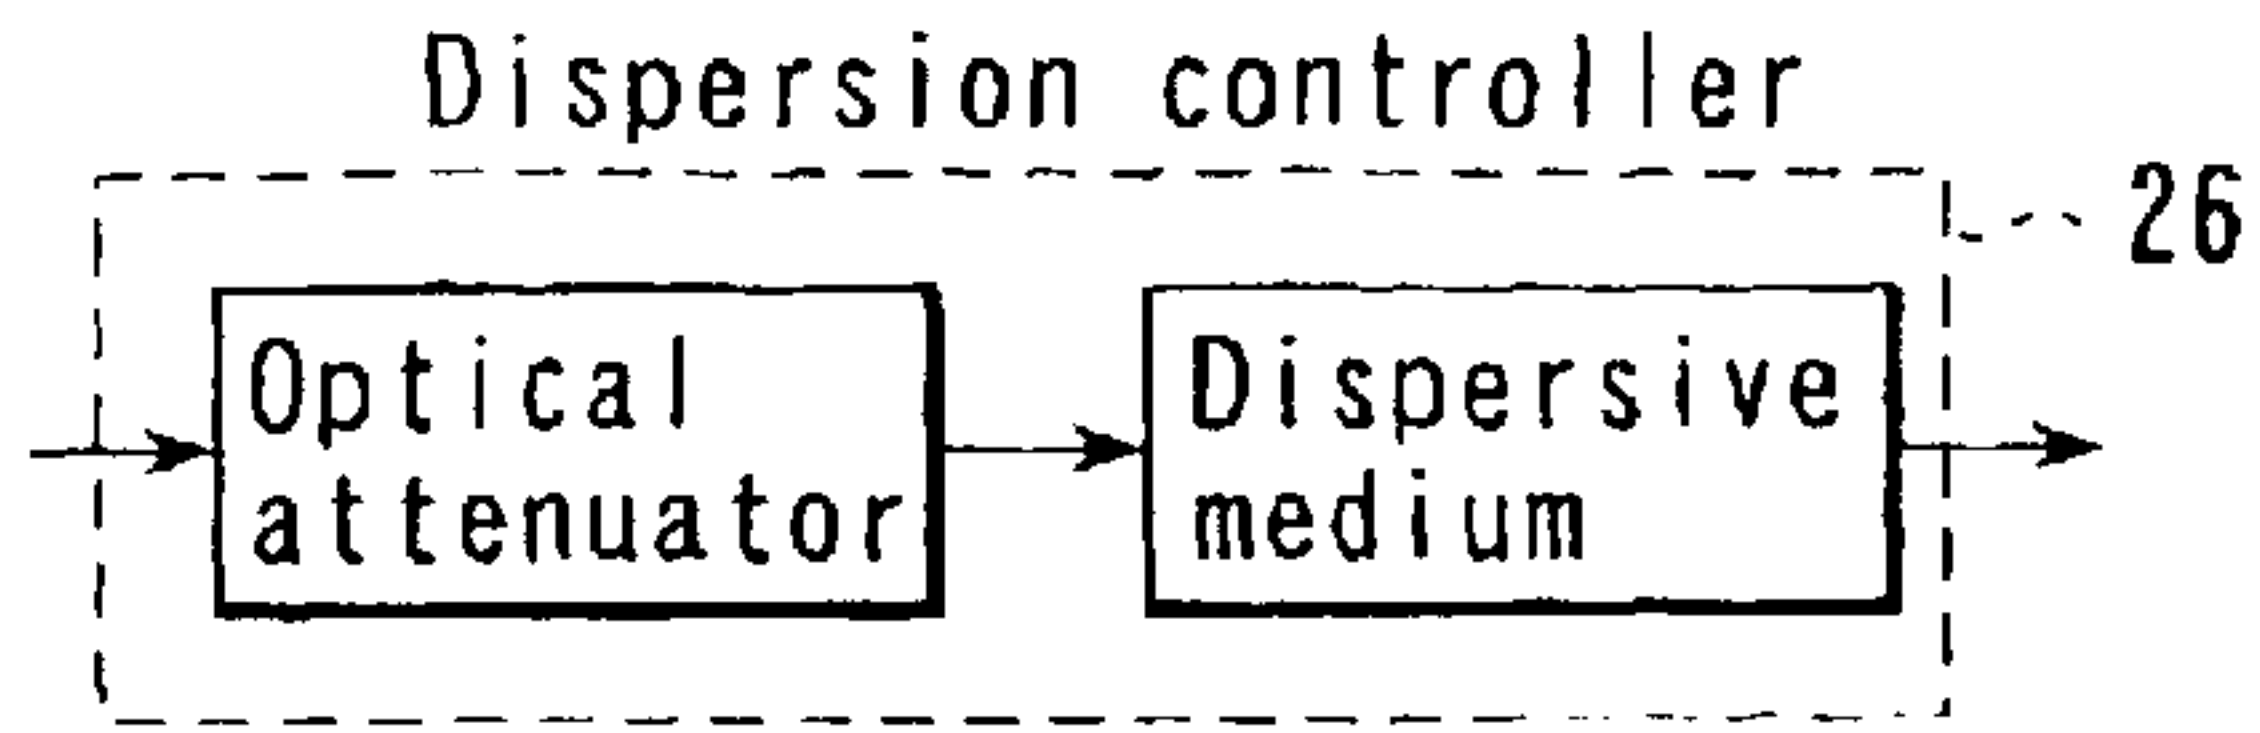 Dispersion controller
26
Optical
attenuator
Dispersive
medium